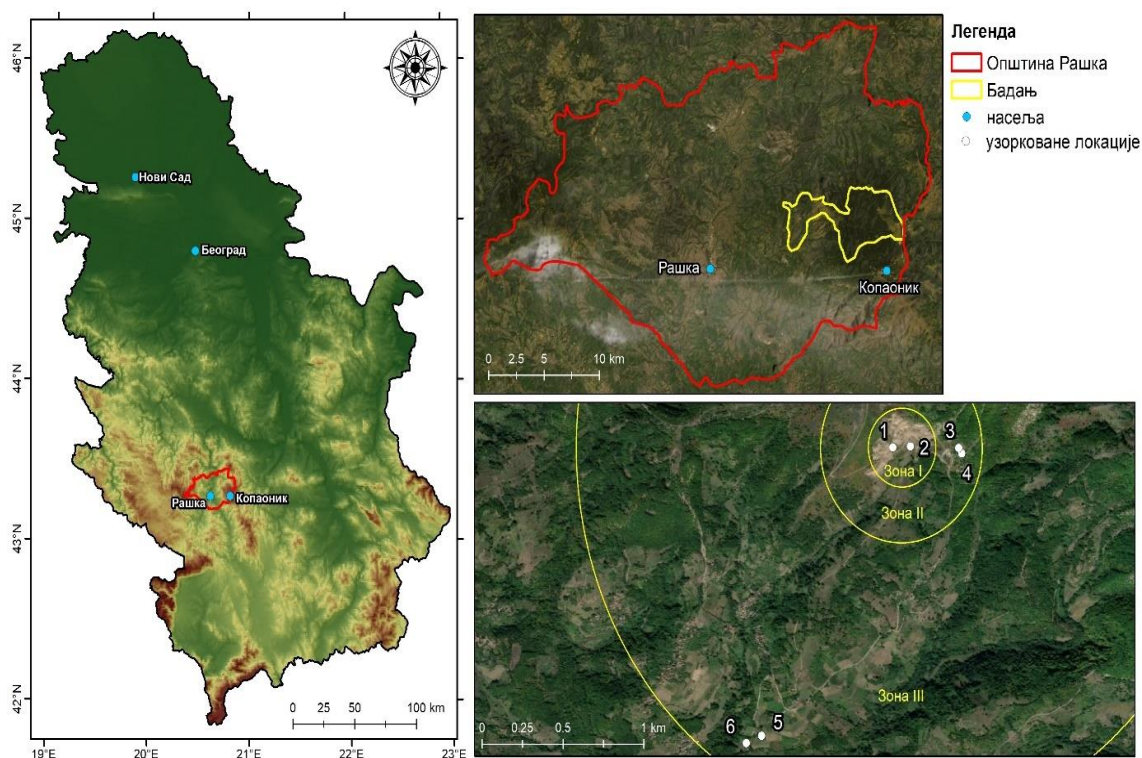 46°N
45°N
44°N
43°N
42°N
19°E
20°E
21°E
22°E
23°E
Нови Сад
Београд
Рашка
Копаоник
0 25 50 100 km
Рашка
Копаоник
0 2.5 5 10 km
Легенда
Општина Рашка
Бадањ
насеља
узорковане локације
1
2
3
4
Зона I
Зона II
Зона III
6
5
0 0.5 1 km